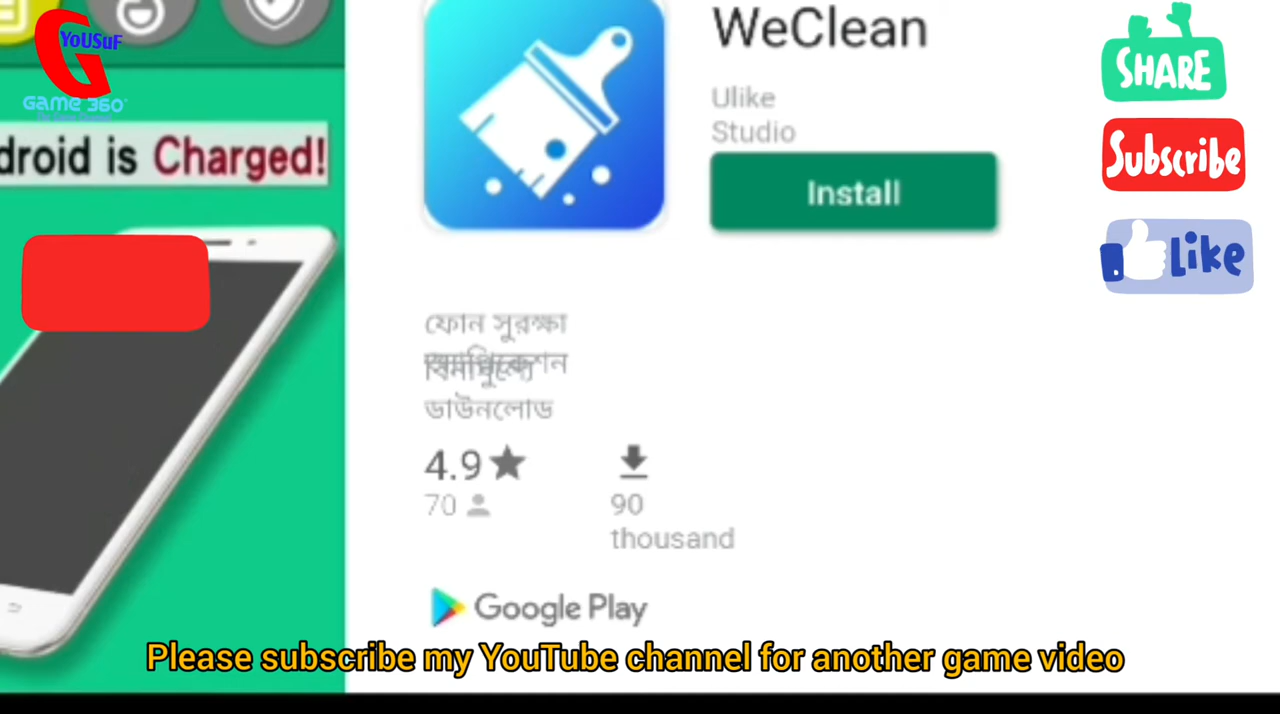 YoUSuF
GAME 360
droid is Charged!
WeClean
Ulike
Studio
Install
SHARE
Subscribe
Like
ফোন সুরক্ষা
ডাউনলোড
4.9
70
90
thousand
Google Play
Please subscribe my YouTube channel for another game video